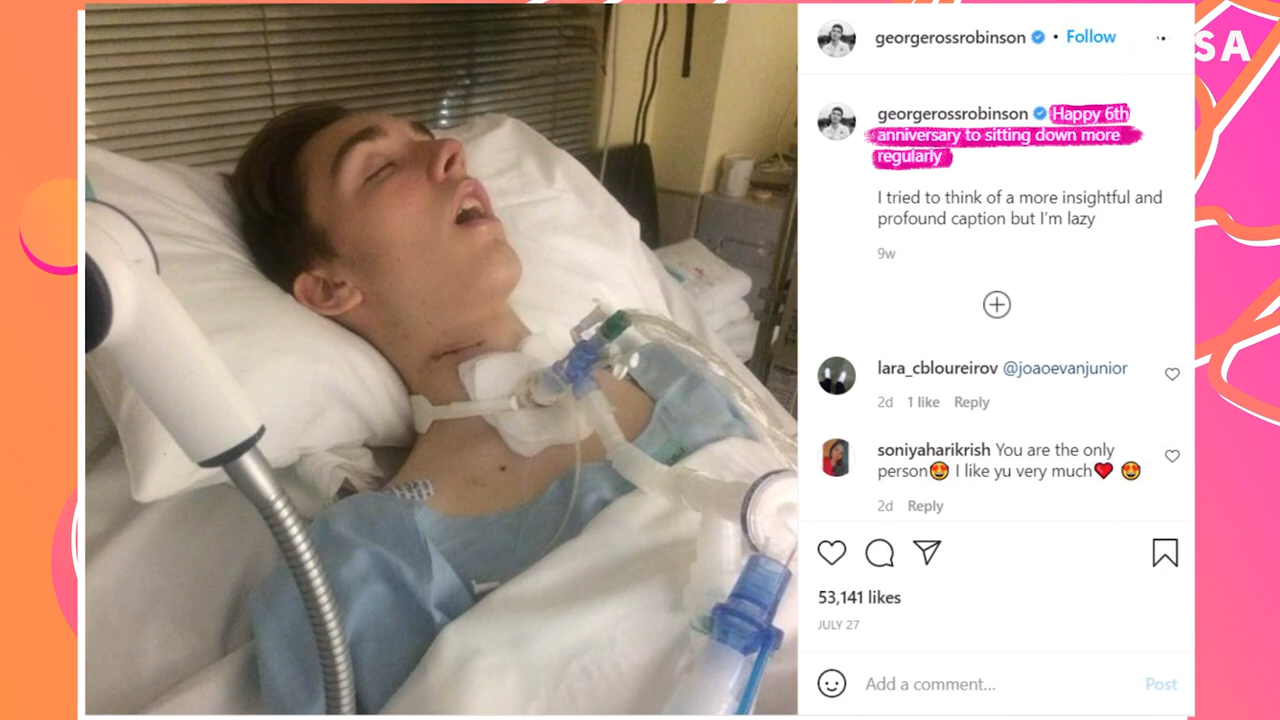 SA
georgerossrobinson • Follow
georgerossrobinson Happy 6th
anniversary to sitting down more
regularly
I tried to think of a more insightful and
profound caption but I'm lazy
9w
lara_cbloureirov @joaoevanjunior
2d 1 like Reply
soniyaharikrish You are the only
person😍 I like yu very much❤️ 😍
2d Reply
53,141 likes
JULY 27
Add a comment... Post